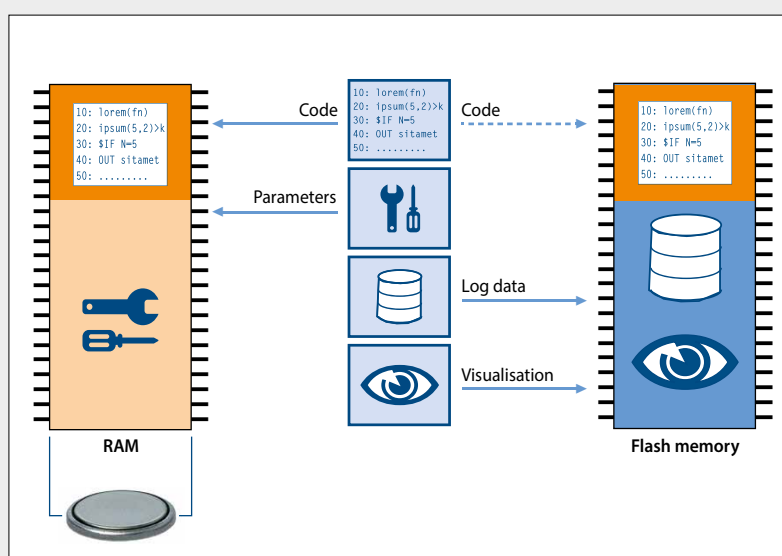 10: lorem(fn)
20: ipsum(5,2)>k
30: $IF N=5
40: OUT sitamet
50: .........
Code
10: lorem(fn)
20: ipsum(5,2)>k
30: $IF N=5
40: OUT sitamet
50: .........
Code
10: lorem(fn)
20: ipsum(5,2)>k
30: $IF N=5
40: OUT sitamet
50: .........
Parameters
Log data
Visualisation
RAM
Flash memory